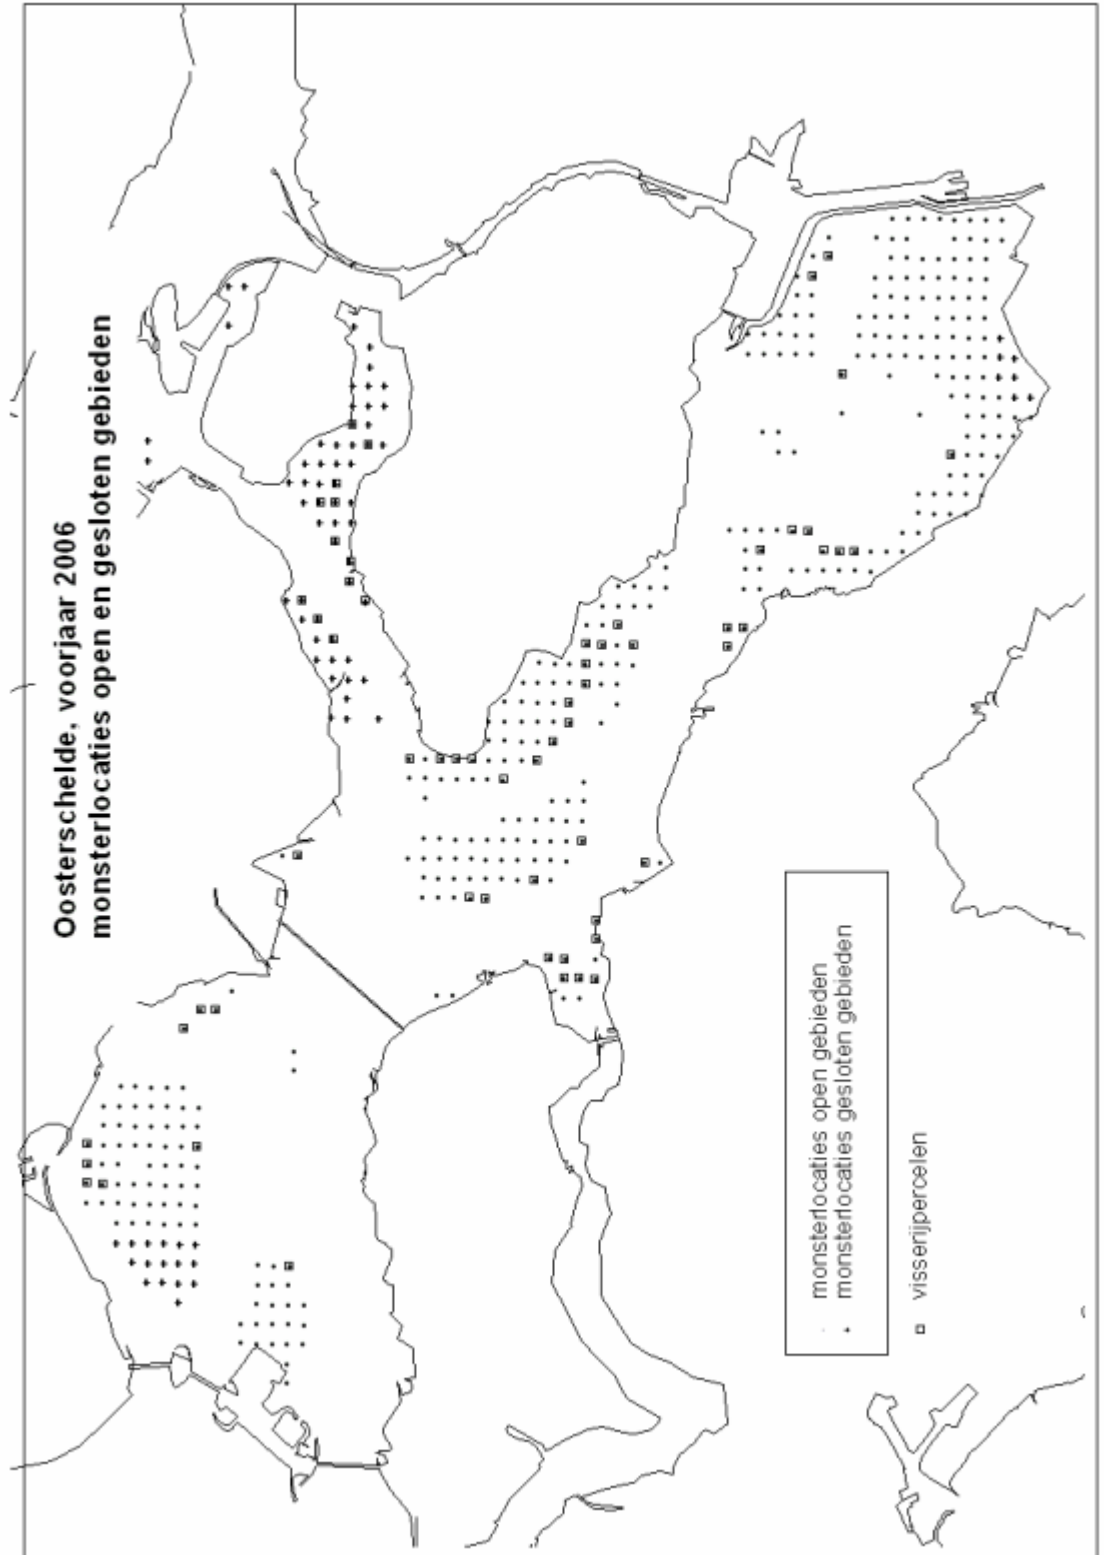 Oosterschelde, voorjaar 2006
monsterlocaties open en gesloten gebieden
monsterlocaties open gebieden
monsterlocaties gesloten gebieden
visserijpercelen